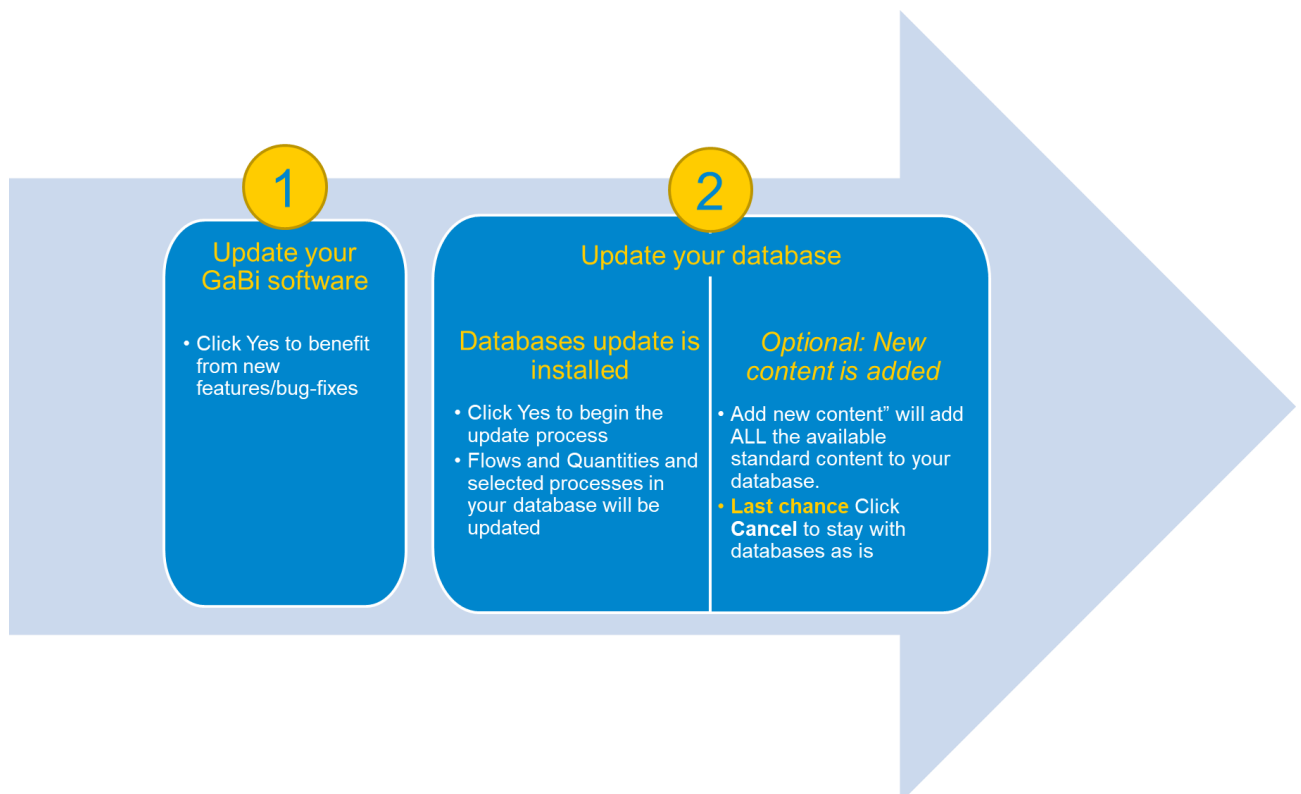 1
Update your
GaBi software
• Click Yes to benefit
from new
features/bug-fixes
2
Update your database
Databases update is
installed
• Click Yes to begin the
update process
• Flows and Quantities and
selected processes in
your database will be
updated
Optional: New
content is added
• Add new content” will add
ALL the available
standard content to your
database.
• Last chance Click
Cancel to stay with
databases as is